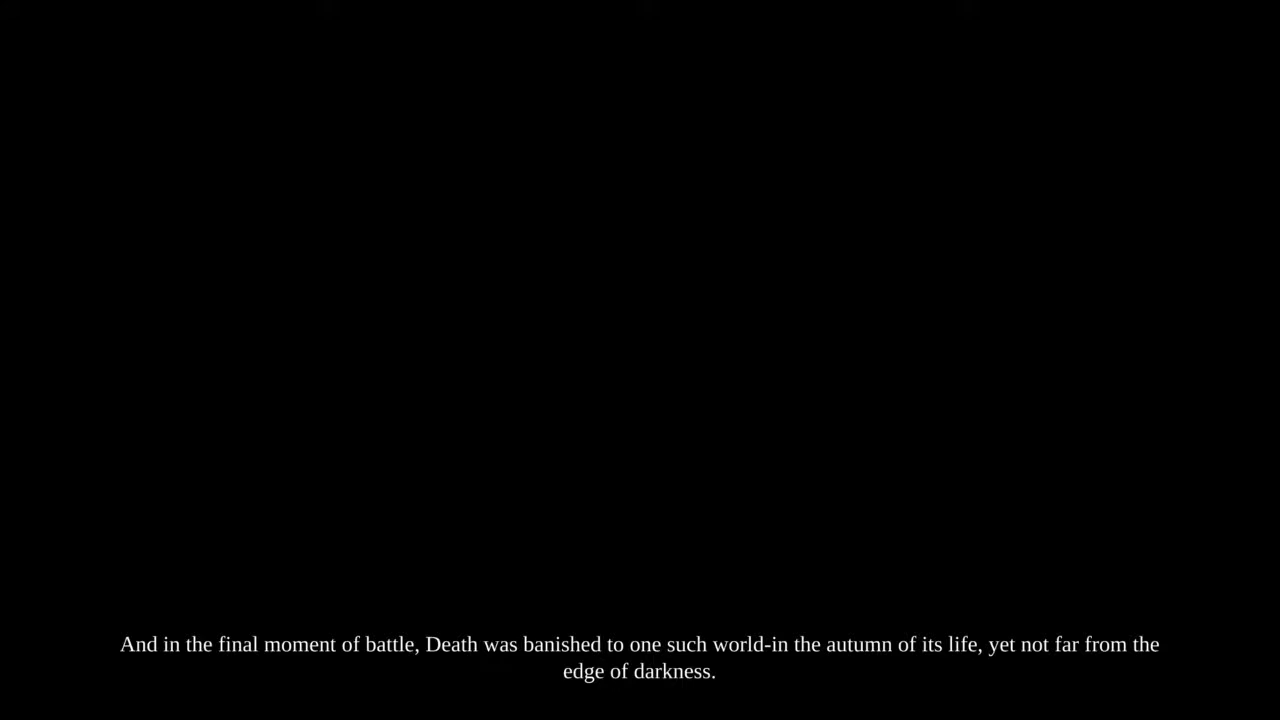 And in the final moment of battle, Death was banished to one such world-in the autumn of its life, yet not far from the
edge of darkness.